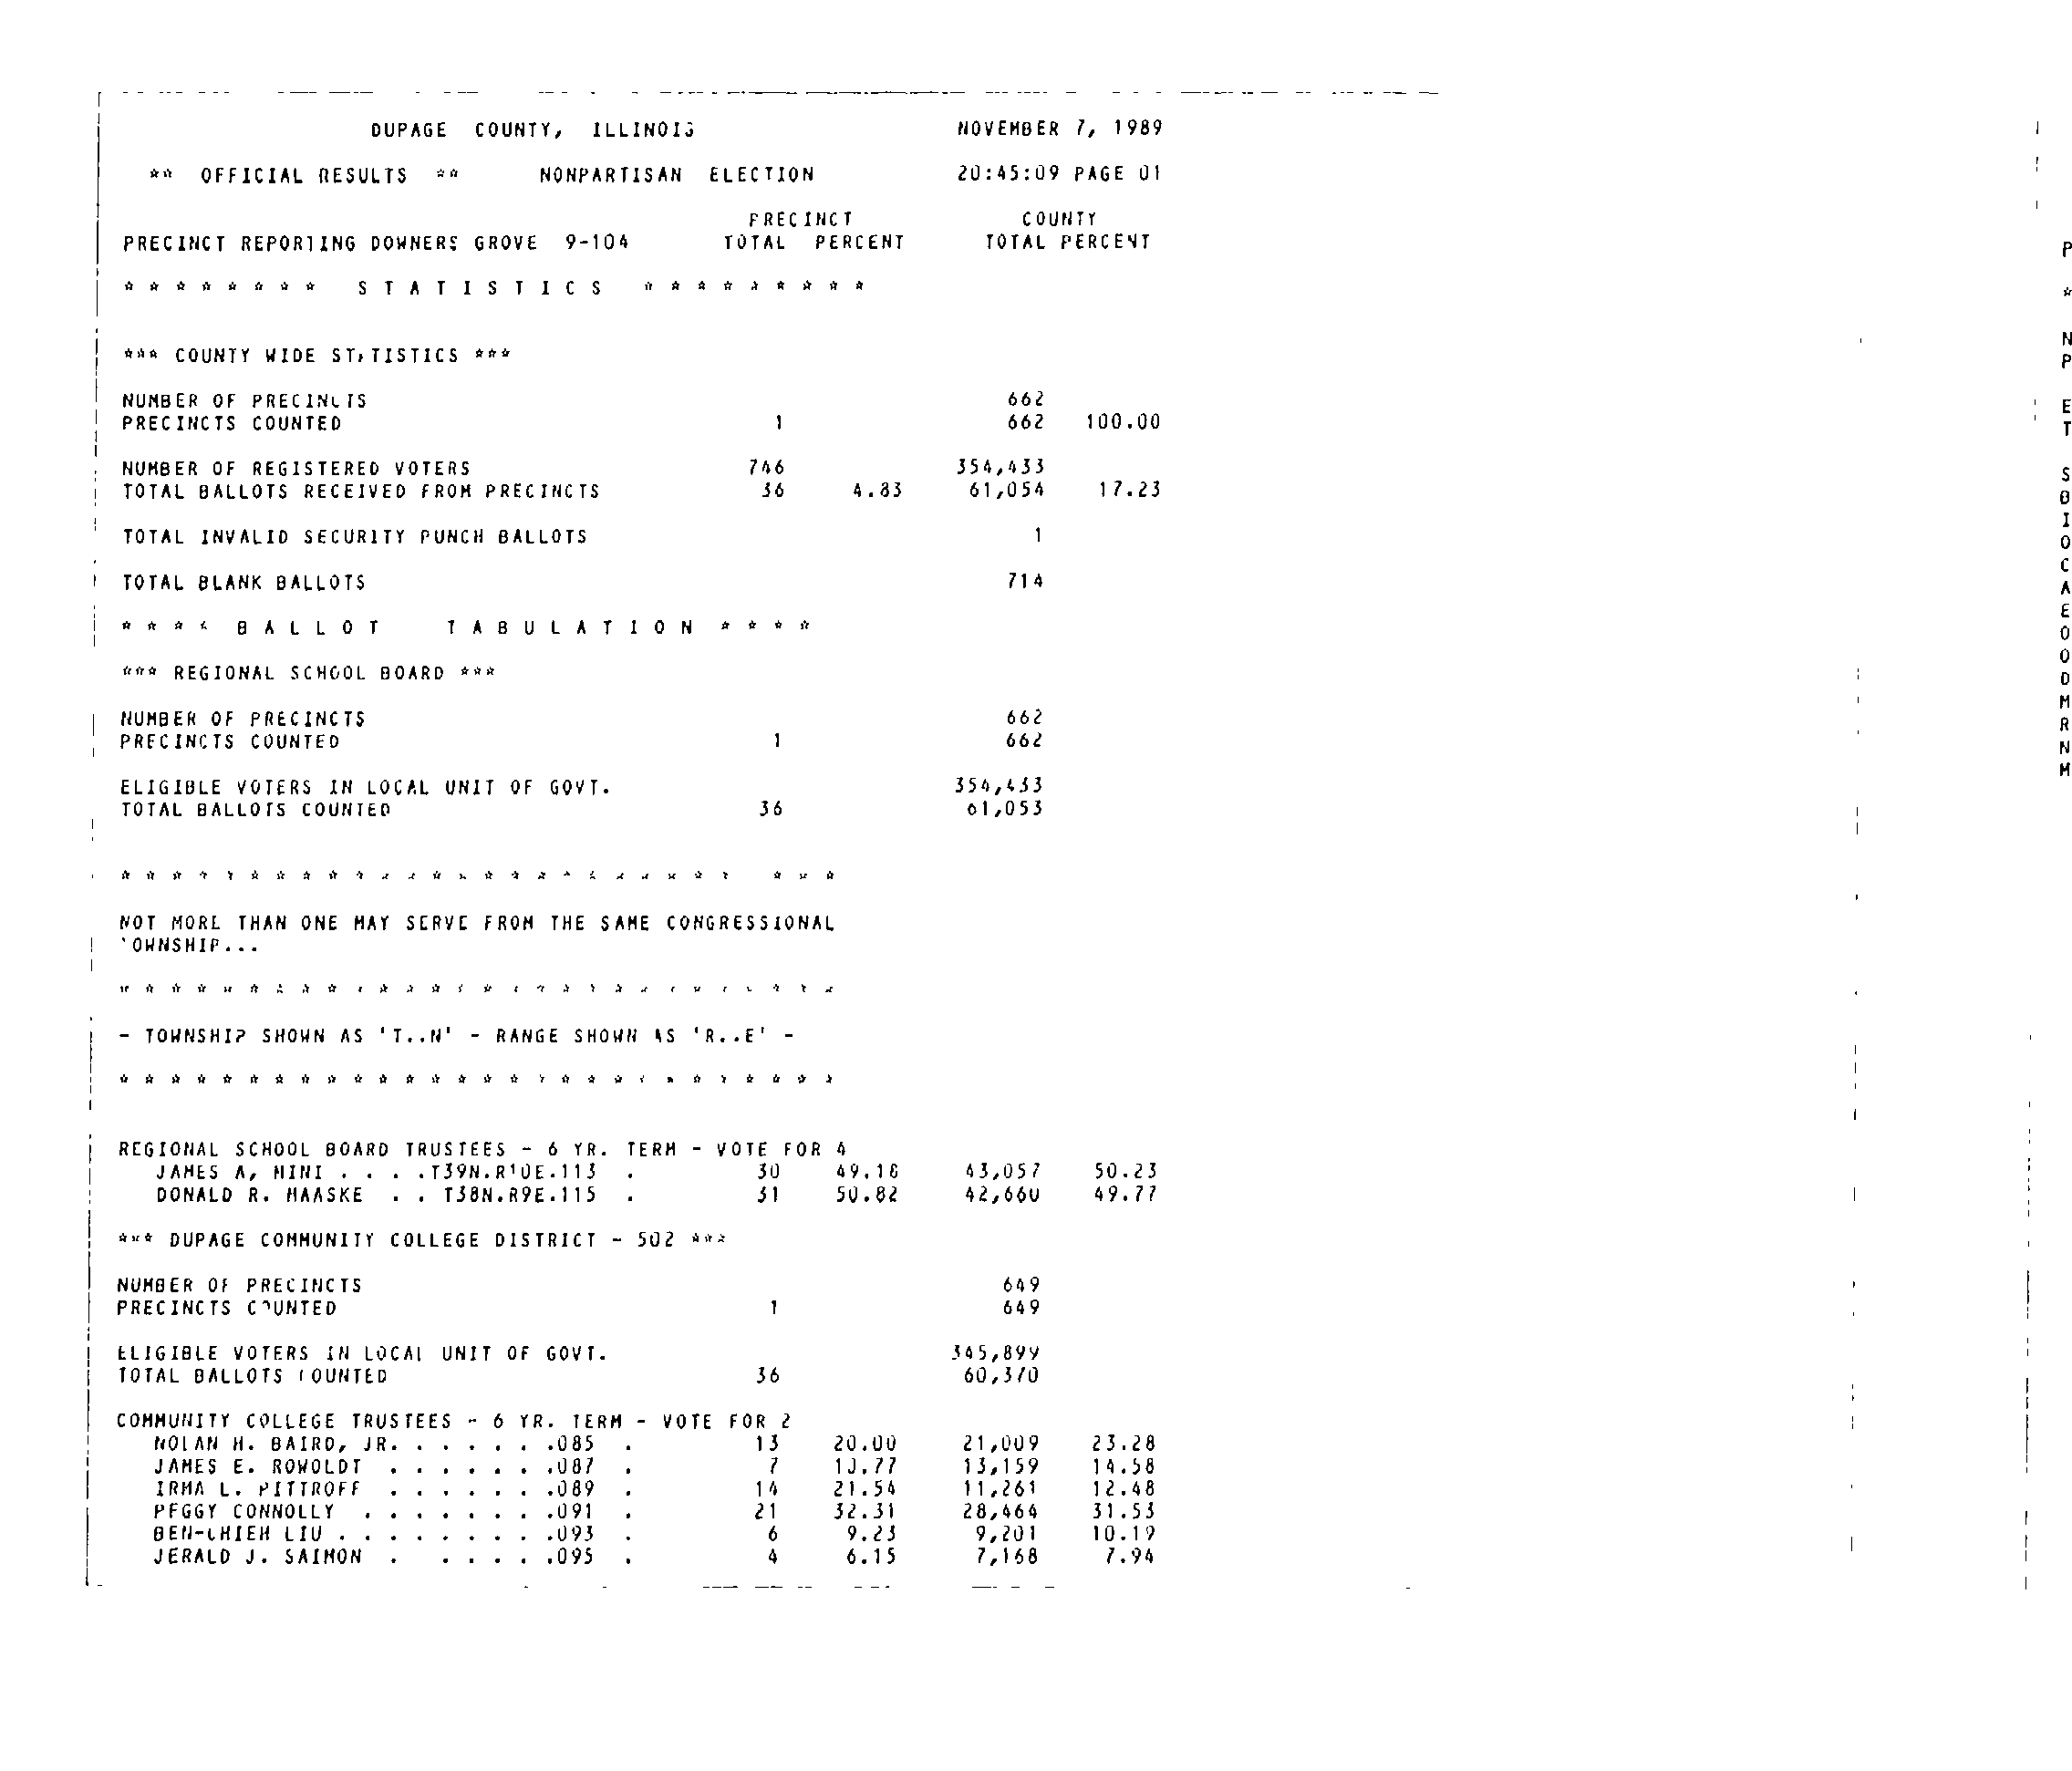 DUPAGE COUNTY, ILLINOIS NOVEMBER 7, 1989
** OFFICIAL RESULTS ** NONPARTISAN ELECTION 20:45:09 PAGE 01
PRECINCT COUNTY
PRECINCT REPORTING DOWNERS GROVE 9-104 TOTAL PERCENT TOTAL PERCENT
* * * * * * * * S T A T I S T I C S * * * * * * * * *
*** COUNTY WIDE STATISTICS ***
NUMBER OF PRECINCTS 662
PRECINCTS COUNTED 1 662 100.00
NUMBER OF REGISTERED VOTERS 746 354,433
TOTAL BALLOTS RECEIVED FROM PRECINCTS 36 4.83 61,054 17.23
TOTAL INVALID SECURITY PUNCH BALLOTS 1
TOTAL BLANK BALLOTS 714
* * * * B A L L O T T A B U L A T I O N * * * *
*** REGIONAL SCHOOL BOARD ***
NUMBER OF PRECINCTS 662
PRECINCTS COUNTED 1 662
ELIGIBLE VOTERS IN LOCAL UNIT OF GOVT. 354,433
TOTAL BALLOTS COUNTED 36 61,053
* * * * * * * * * * * * * * * * * * * * * * * * * * *
NOT MORE THAN ONE MAY SERVE FROM THE SAME CONGRESSIONAL
TOWNSHIP...
* * * * * * * * * * * * * * * * * * * * * * * * * * * *
- TOWNSHIP SHOWN AS 'T..N' - RANGE SHOWN AS 'R..E' -
* * * * * * * * * * * * * * * * * * * * * * * * * * * *
REGIONAL SCHOOL BOARD TRUSTEES - 6 YR. TERM - VOTE FOR 4
JAMES A, NINI . . . .T39N.R10E.113 . 30 49.18 43,057 50.23
DONALD R. MAASKE . . T38N.R9E.115 . 31 50.82 42,660 49.77
*** DUPAGE COMMUNITY COLLEGE DISTRICT - 502 ***
NUMBER OF PRECINCTS 649
PRECINCTS COUNTED 1 649
ELIGIBLE VOTERS IN LOCAL UNIT OF GOVT. 345,899
TOTAL BALLOTS COUNTED 36 60,370
COMMUNITY COLLEGE TRUSTEES - 6 YR. TERM - VOTE FOR 2
NOLAN H. BAIRD, JR. . . . . . .085 . 13 20.00 21,009 23.28
JAMES E. ROWOLDT . . . . . . .087 . 7 10.77 13,159 14.58
IRMA L. PITTROFF . . . . . . .089 . 14 21.54 11,261 12.48
PEGGY CONNOLLY . . . . . . . .091 . 21 32.31 28,464 31.53
BEN-CHIEH LIU . . . . . . . . .093 . 6 9.23 9,201 10.19
JERALD J. SAIMON . . . . . .095 . 4 6.15 7,168 7.94
P
*
N
P
E
T
S
B
I
O
C
A
E
O
O
D
M
R
N
M